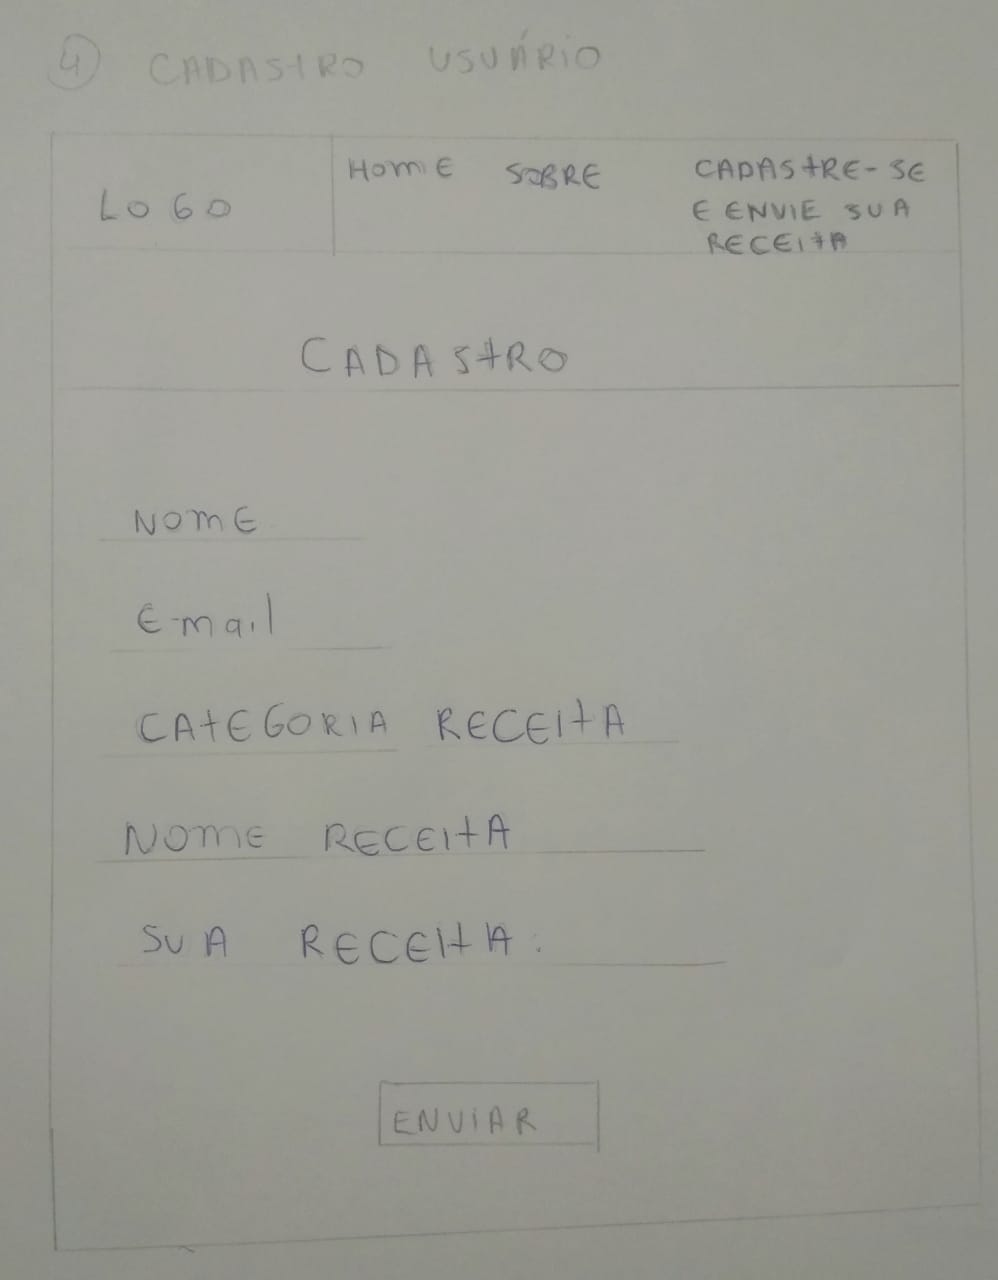 4 CADASTRO USUÁRIO
LOGO
HOME SOBRE CADASTRE-SE
E ENVIE SUA
RECEITA
CADASTRO
NOME
E-mail
CATEGORIA RECEITA
NOME RECEITA
SUA RECEITA:
ENVIAR